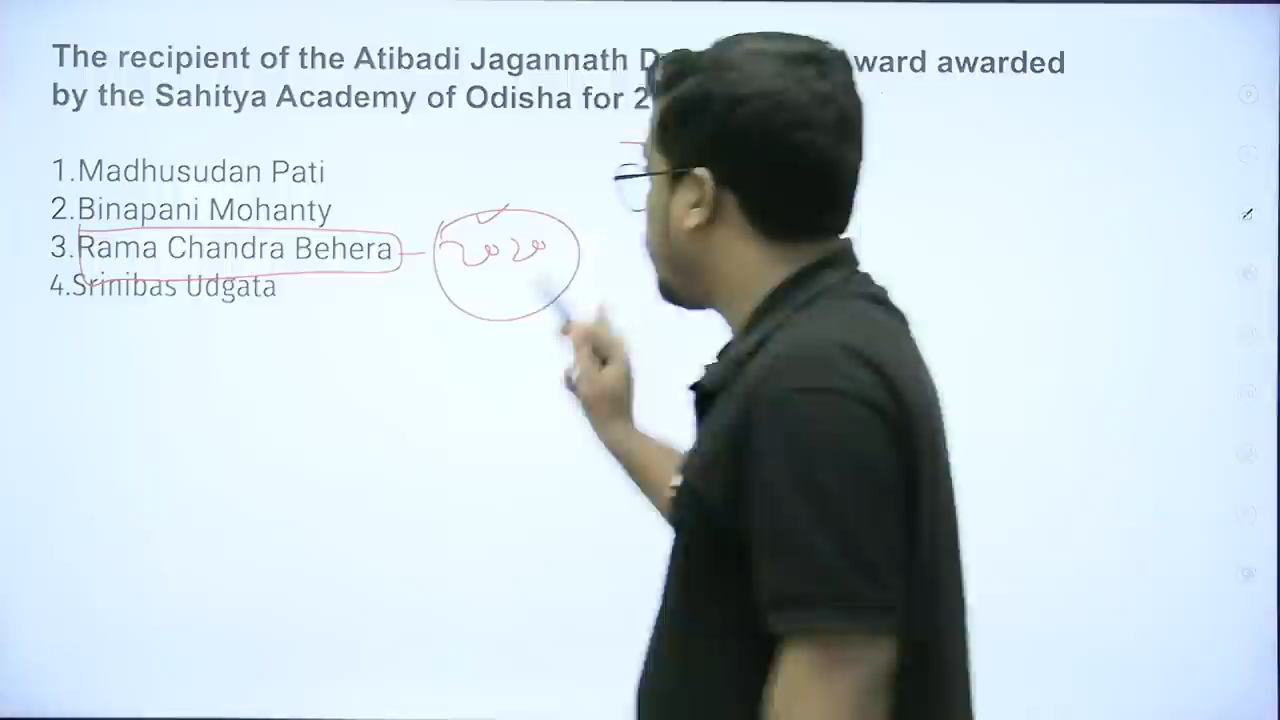 The recipient of the Atibadi Jagannath D ward awarded
by the Sahitya Academy of Odisha for 2
1.Madhusudan Pati
2.Binapani Mohanty
3.Rama Chandra Behera 2020
4.Srinibas Udgata